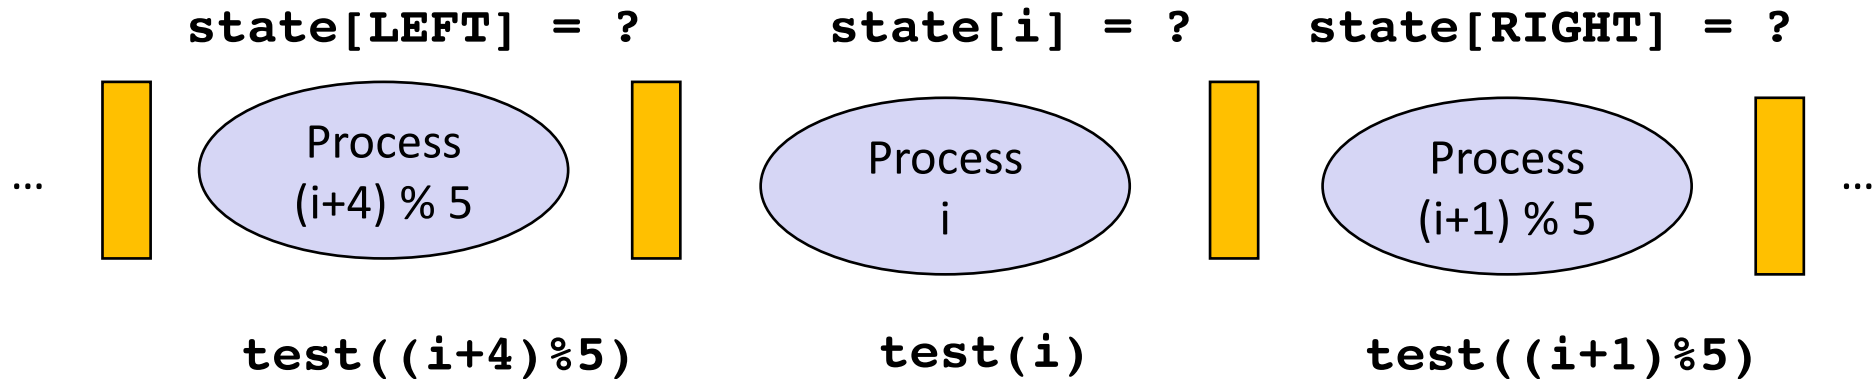 state[LEFT] = ? state[i] = ? state[RIGHT] = ?
... Process Process Process ...
(i+4) % 5 i (i+1) % 5
test((i+4)%5) test(i) test((i+1)%5)